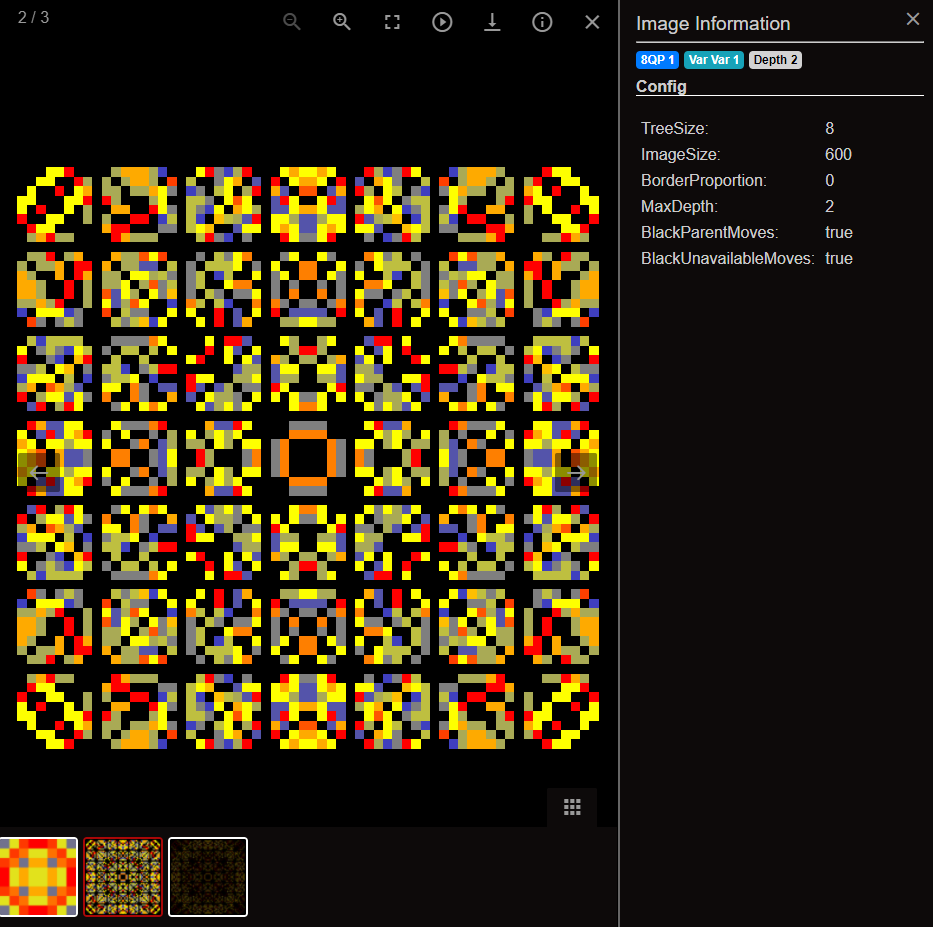 2 / 3
Image Information
8QP 1 Var Var 1 Depth 2
Config
TreeSize: 8
ImageSize: 600
BorderProportion: 0
MaxDepth: 2
BlackParentMoves: true
BlackUnavailableMoves: true